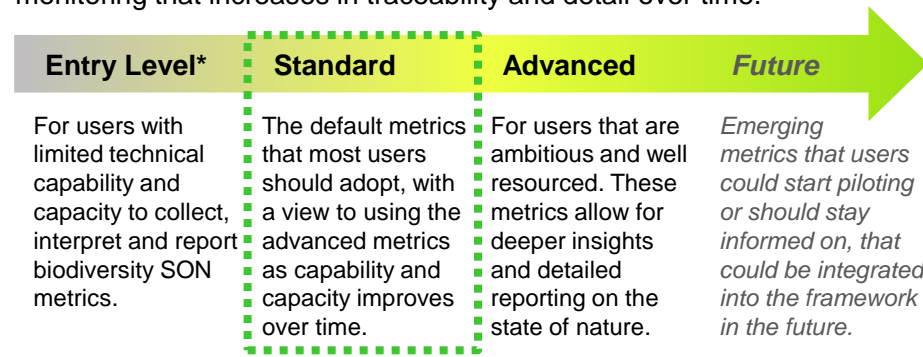 monitoring that increases in traceability and detail over time.
Entry Level*
Standard
Advanced
Future
For users with
limited technical
capability and
capacity to collect,
interpret and report
biodiversity SON
metrics.
The default metrics
that most users
should adopt, with
a view to using the
advanced metrics
as capability and
capacity improves
over time.
For users that are
ambitious and well
resourced. These
metrics allow for
deeper insights
and detailed
reporting on the
state of nature.
Emerging
metrics that users
could start piloting
or should stay
informed on, that
could be integrated
into the framework
in the future.